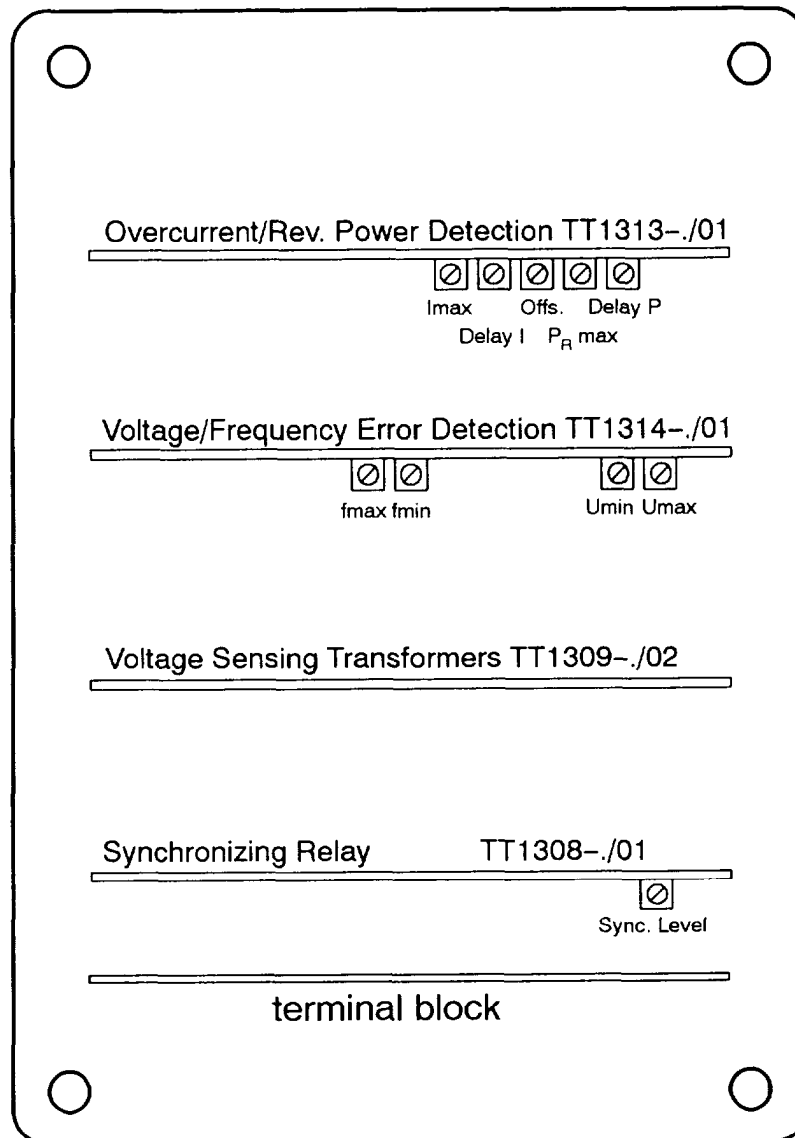 Overcurrent/Rev. Power Detection TT1313-./01
Imax Offs. Delay P
Delay I P_R max
Voltage/Frequency Error Detection TT1314-./01
fmax fmin Umin Umax
Voltage Sensing Transformers TT1309-./02
Synchronizing Relay TT1308-./01
Sync. Level
terminal block